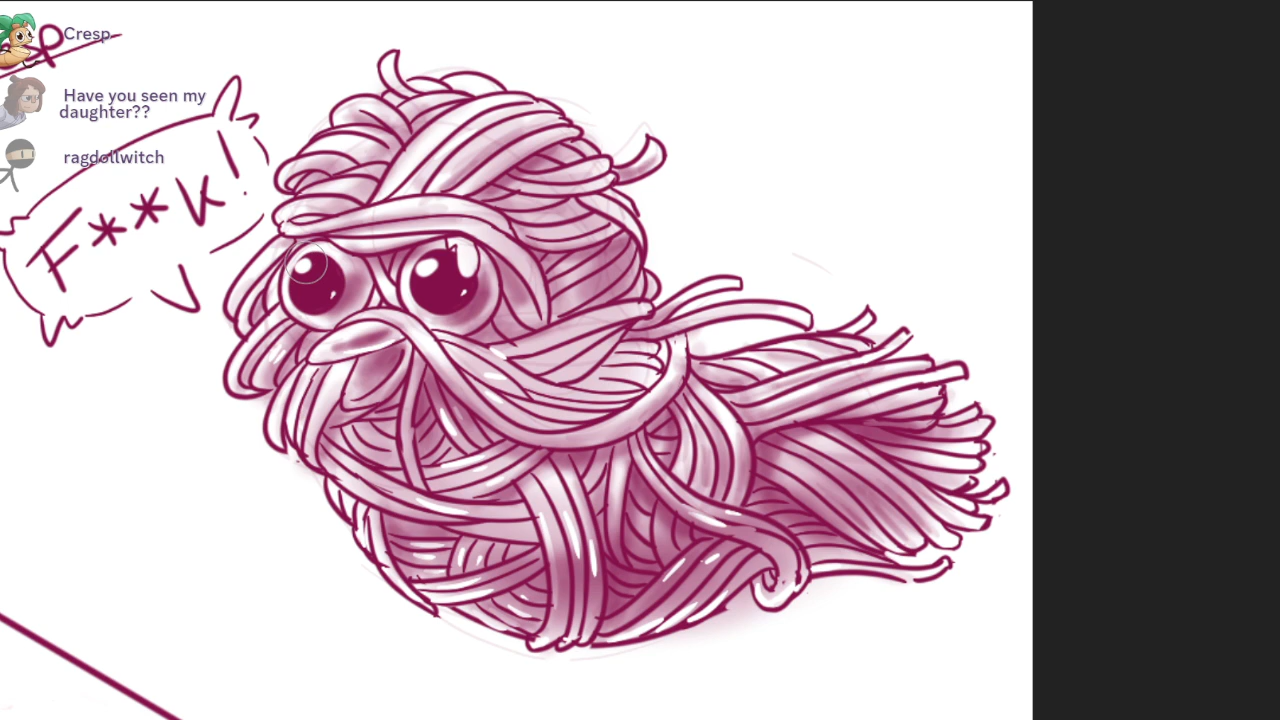 Cresp
Have you seen my
daughter??
ragdollwitch
F**K!